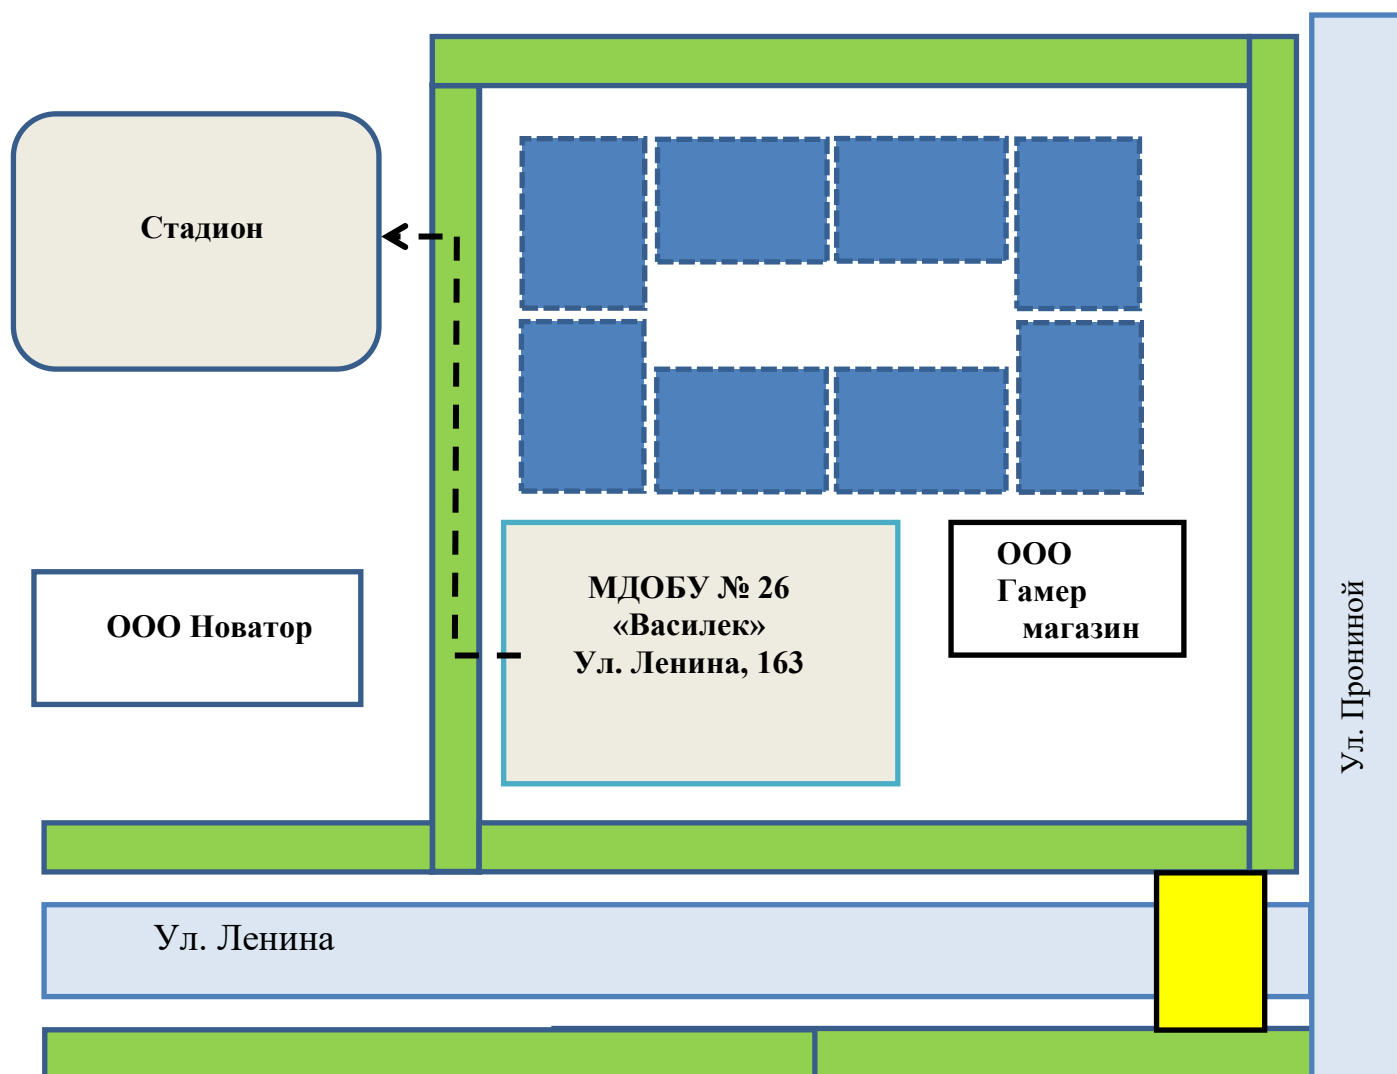 Стадион
ООО Новатор
МДОБУ № 26
«Василек»
Ул. Ленина, 163
ООО
Гамер
магазин
Ул. Прониной
Ул. Ленина